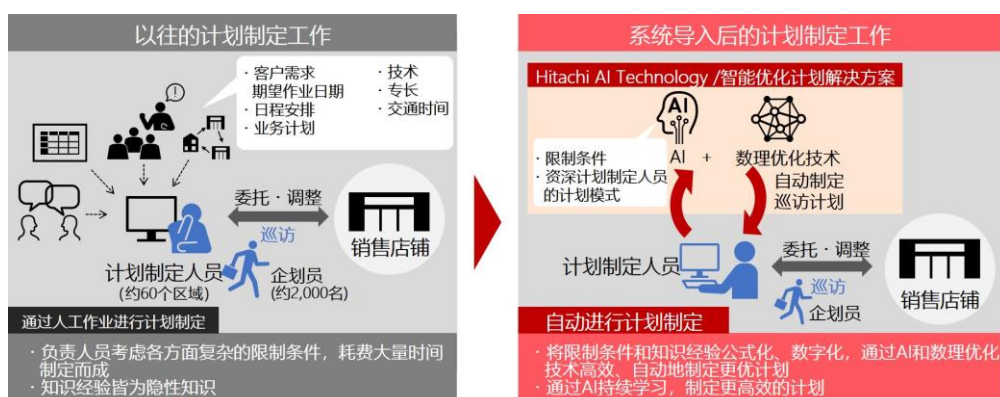 以往的计划制定工作
· 客户需求
期望作业日期
· 日程安排
· 业务计划
· 技术
· 专长
· 交通时间
委托 · 调整
巡访
计划制定人员
(约60个区域)
企划员
(约2,000名)
销售店铺
通过人工作业进行计划制定
· 负责人员考虑各方面复杂的限制条件，耗费大量时间
制定而成
· 知识经验皆为隐性知识
系统导入后的计划制定工作
Hitachi AI Technology /智能优化计划解决方案
AI
· 限制条件
· 资深计划制定人员
的计划模式
AI + 数理优化技术
自动制定
巡访计划
计划制定人员
委托 · 调整
巡访
企划员
销售店铺
自动进行计划制定
· 将限制条件和知识经验公式化、数字化，通过AI和数理优化
技术高效、自动地制定更优计划
· 通过AI持续学习，制定更高效的计划